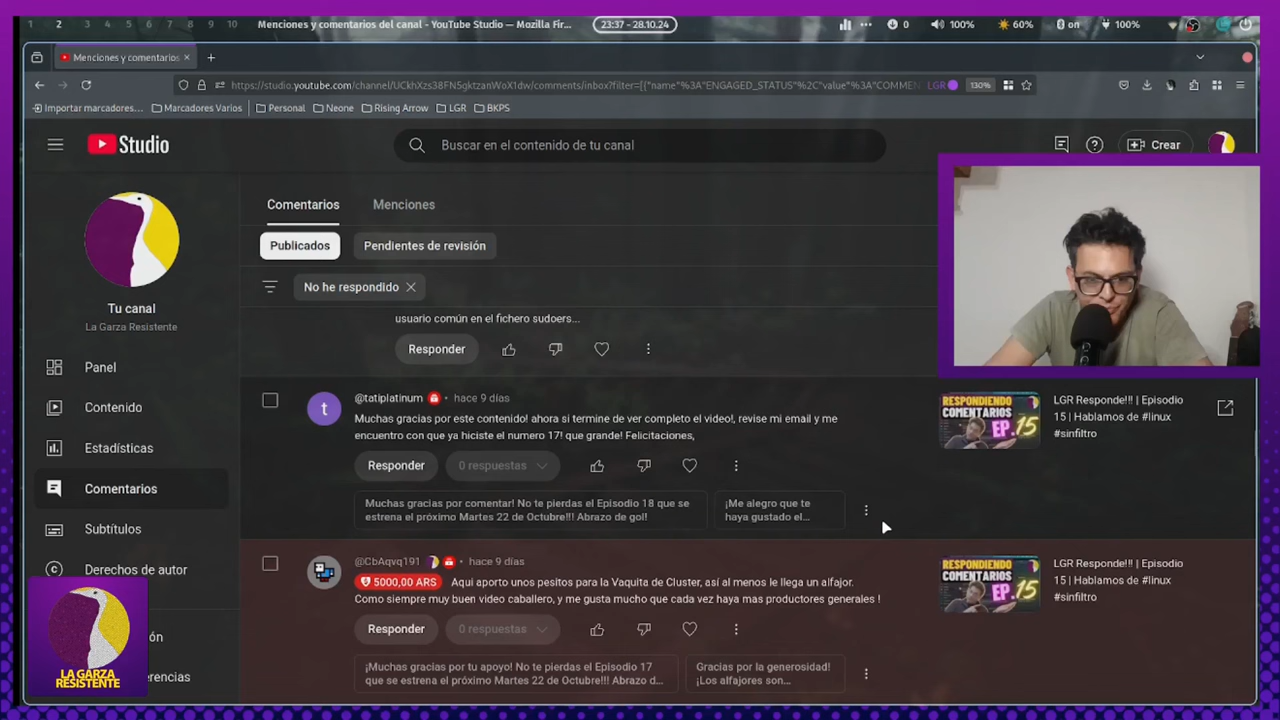 1 2 3 4 5 6 7 8 9 10 Menciones y comentarios del canal - YouTube Studio — Mozilla Fir... 23:37 - 28.10.24 0 100% 60% on 100%
Menciones y comentarios
https://studio.youtube.com/channel/UCkhXzs38FN5gktzanWoX1dw/comments/inbox?filter=[{"name"%3A"ENGAGED_STATUS"%2C"value"%3A"COMMEN LGR 130%
Importar marcadores... Marcadores Varios Personal Neone Rising Arrow LGR BKPS
Studio
Buscar en el contenido de tu canal
Crear
Comentarios Menciones
Publicados Pendientes de revisión
No he respondido
Tu canal
La Garza Resistente
Panel
Contenido
Estadísticas
Comentarios
Subtítulos
Derechos de autor
ión
erencias
LA GARZA
RESISTENTE
usuario común en el fichero sudoers...
Responder
t
@tatiplatinum • hace 9 días
Muchas gracias por este contenido! ahora si termine de ver completo el video!, revise mi email y me
encuentro con que ya hiciste el numero 17! que grande! Felicitaciones,
Responder 0 respuestas
Muchas gracias por comentar! No te pierdas el Episodio 18 que se
estrena el próximo Martes 22 de Octubre!!! Abrazo de gol!
¡Me alegro que te
haya gustado el...
RESPONDIENDO
COMENTARIOS
EP.15
LGR Responde!!! | Episodio
15 | Hablamos de #linux
#sinfiltro
@CbAqvq191 • hace 9 días
5000,00 ARS Aqui aporto unos pesitos para la Vaquita de Cluster, así al menos le llega un alfajor.
Como siempre muy buen video caballero, y me gusta mucho que cada vez haya mas productores generales !
Responder 0 respuestas
¡Muchas gracias por tu apoyo! No te pierdas el Episodio 17
que se estrena el próximo Martes 22 de Octubre!!! Abrazo d...
Gracias por la generosidad!
¡Los alfajores son...
RESPONDIENDO
COMENTARIOS
EP.15
LGR Responde!!! | Episodio
15 | Hablamos de #linux
#sinfiltro